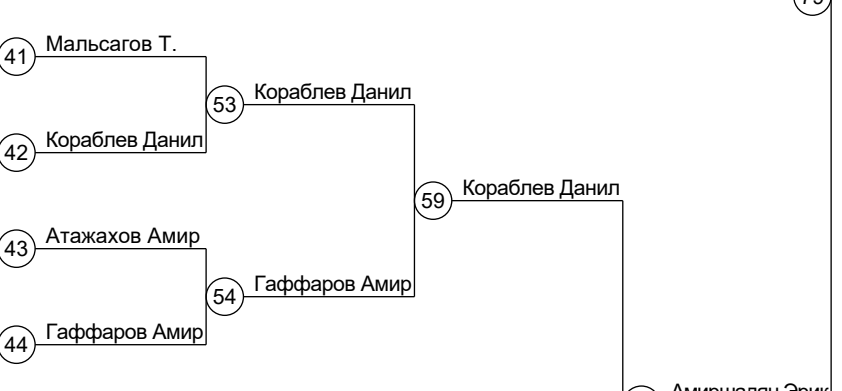 41 Мальсагов Т.
53 Кораблев Данил
42 Кораблев Данил
59 Кораблев Данил
43 Атажахов Амир
54 Гаффаров Амир
44 Гаффаров Амир